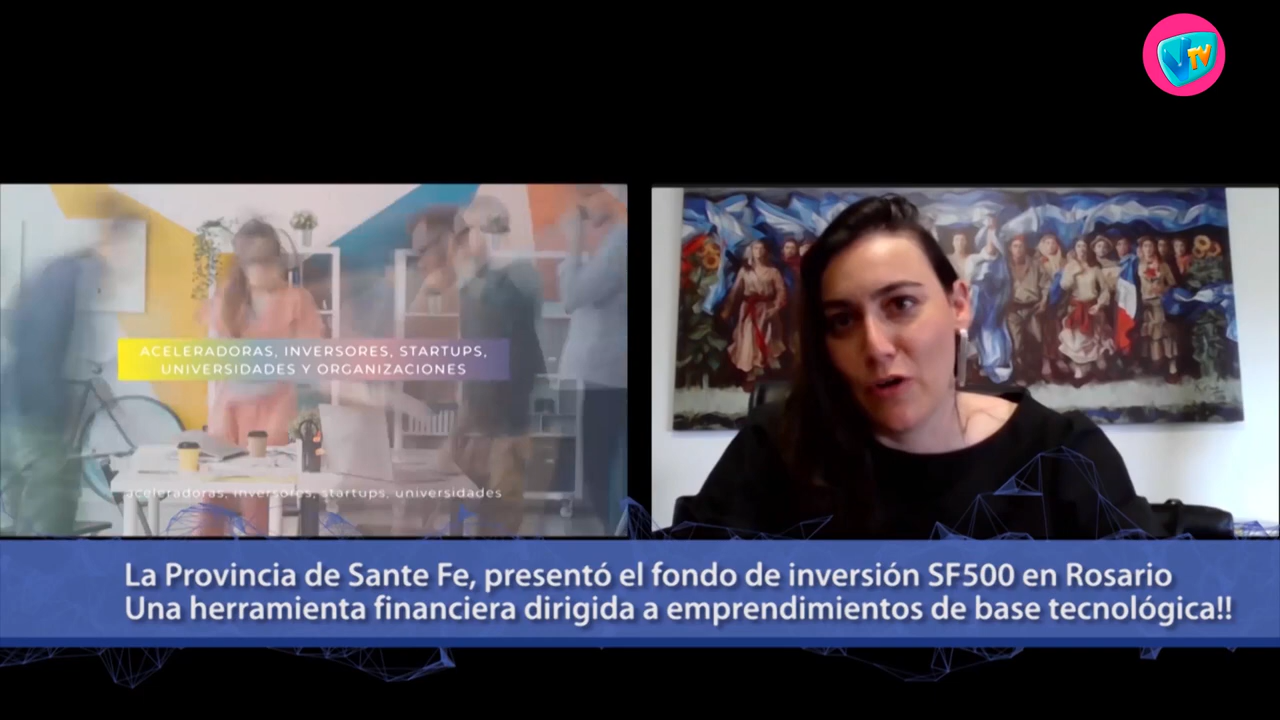 VTV
ACELERADORAS, INVERSORES, STARTUPS,
UNIVERSIDADES Y ORGANIZACIONES
aceleradoras, inversores, startups, universidades
La Provincia de Sante Fe, presentó el fondo de inversión SF500 en Rosario
Una herramienta financiera dirigida a emprendimientos de base tecnológica!!